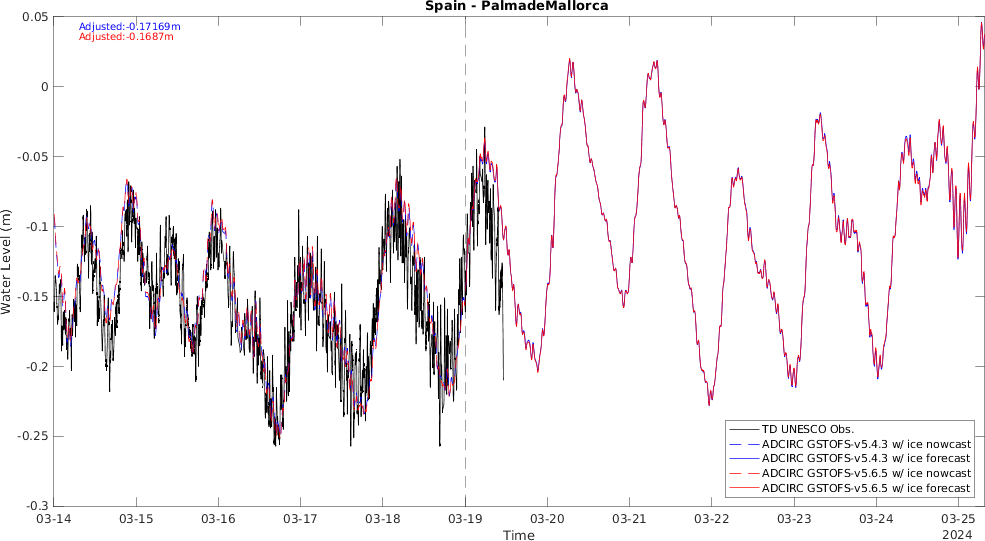 Spain - PalmadeMallorca
Adjusted:-0.17169m
Adjusted:-0.1687m
0.05
0
-0.05
-0.1
-0.15
-0.2
-0.25
-0.3
Water Level (m)
03-14 03-15 03-16 03-17 03-18 03-19 03-20 03-21 03-22 03-23 03-24 03-25
Time
2024
TD UNESCO Obs.
ADCIRC GSTOFS-v5.4.3 w/ ice nowcast
ADCIRC GSTOFS-v5.4.3 w/ ice forecast
ADCIRC GSTOFS-v5.6.5 w/ ice nowcast
ADCIRC GSTOFS-v5.6.5 w/ ice forecast